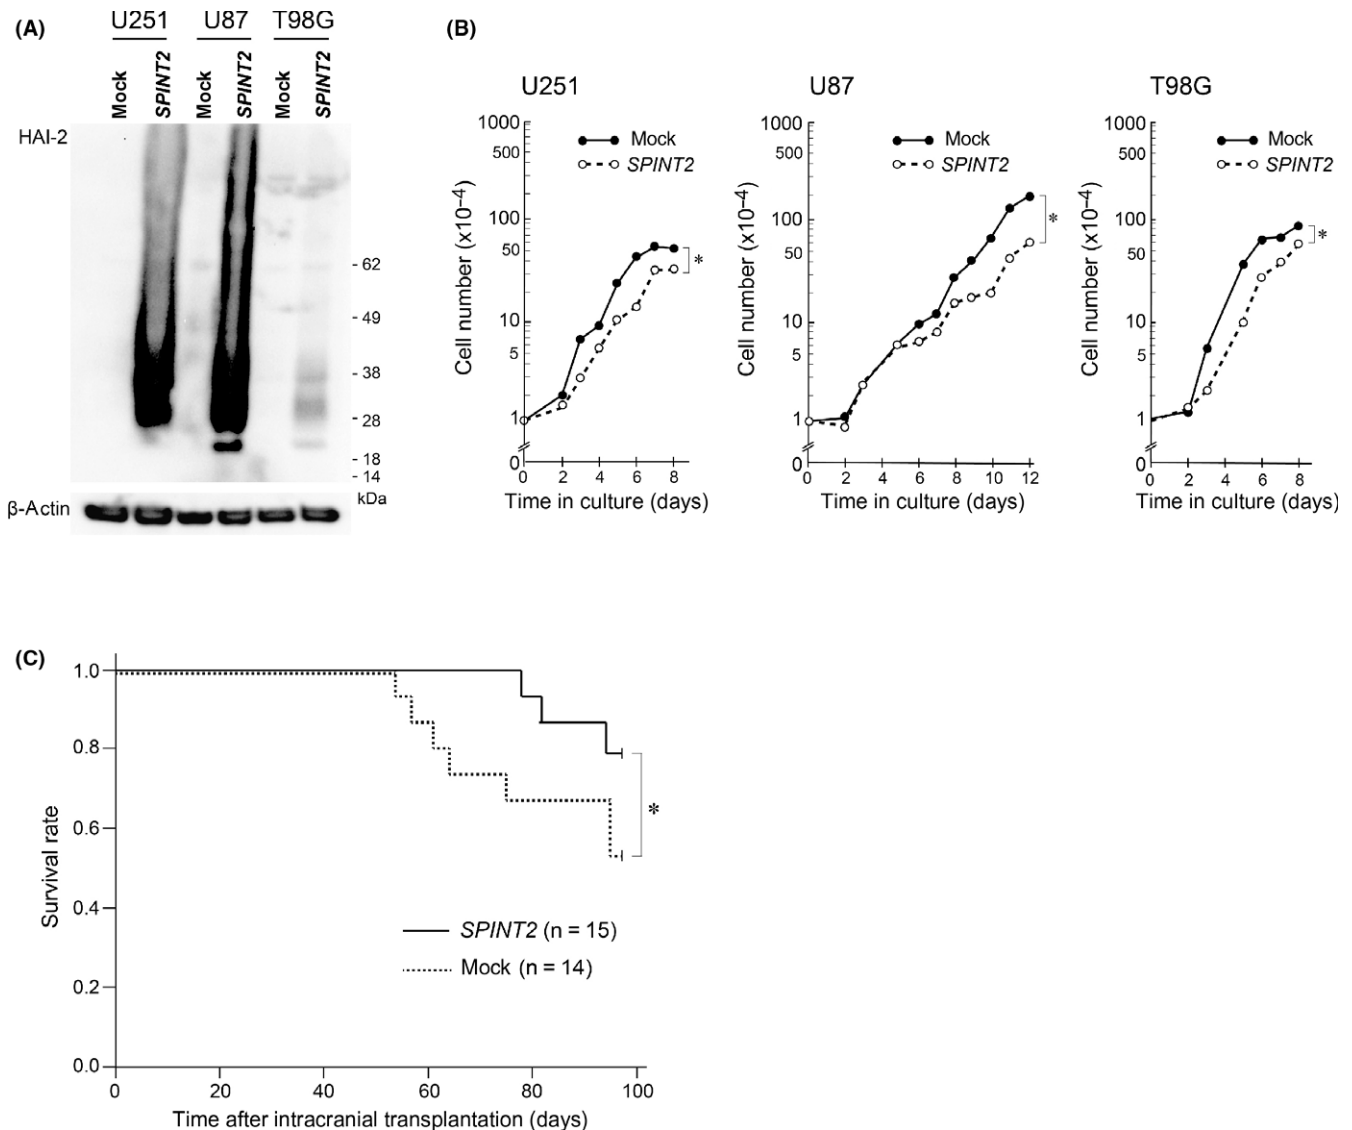 (A)
U251 U87 T98G
Mock SPINT2 Mock SPINT2 Mock SPINT2
HAI-2
- 62
- 49
- 38
- 28
- 18
- 14
kDa
β-Actin
(B)
U251
1000
500
100
50
10
5
1
0
Cell number (x10−4)
Mock
SPINT2
*
0 2 4 6 8
Time in culture (days)
U87
1000
500
100
50
10
5
1
0
Cell number (x10−4)
Mock
SPINT2
*
0 2 4 6 8 10 12
Time in culture (days)
T98G
1000
500
100
50
10
5
1
0
Cell number (x10−4)
Mock
SPINT2
*
0 2 4 6 8
Time in culture (days)
(C)
1.0
0.8
0.6
0.4
0.2
0.0
Survival rate
*
SPINT2 (n = 15)
Mock (n = 14)
0 20 40 60 80 100
Time after intracranial transplantation (days)